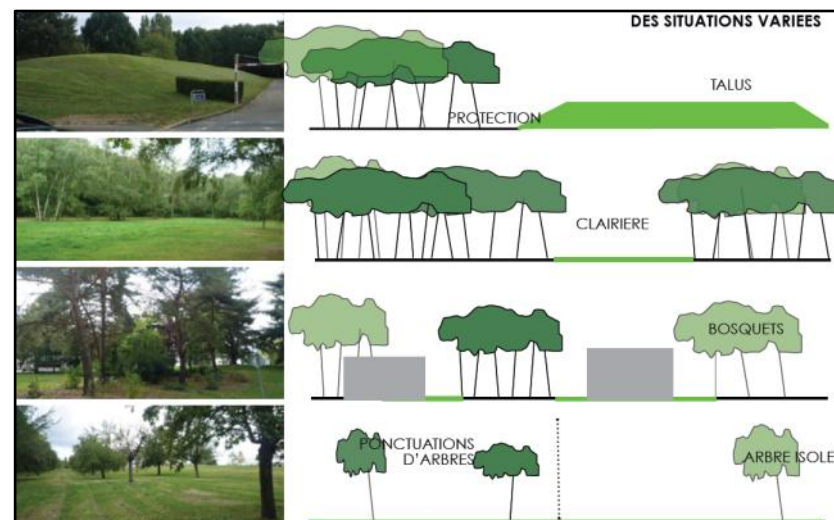 DES SITUATIONS VARIEES
TALUS
PROTECTION
CLAIRIERE
BOSQUETS
PONCTUATIONS
D'ARBRES
ARBRE ISOLE